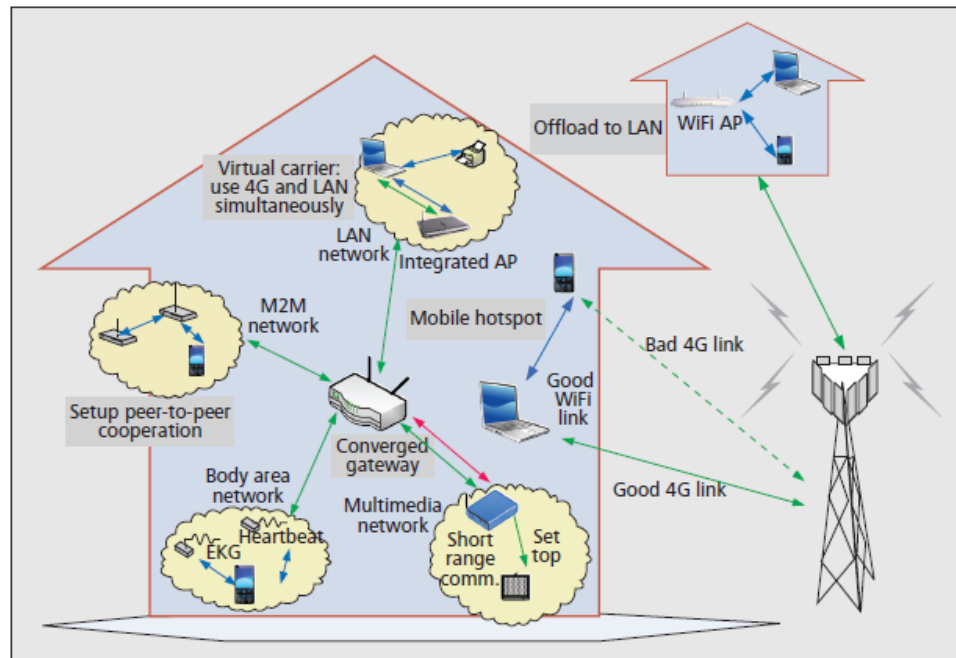 Offload to LAN
WiFi AP
Virtual carrier:
use 4G and LAN
simultaneously
LAN
network
Integrated AP
M2M
network
Mobile hotspot
Bad 4G link
Setup peer-to-peer
cooperation
Good
WiFi
link
Converged
gateway
Good 4G link
Body area
network
Multimedia
network
Heartbeat
EKG
Short
range
comm.
Set
top